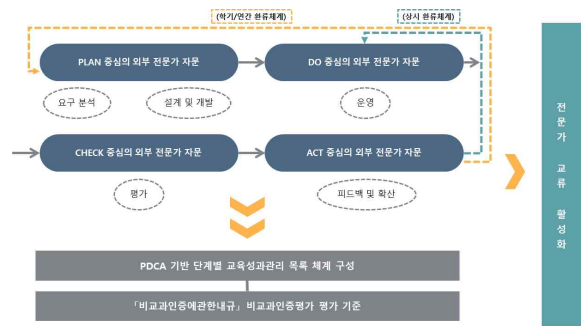 (학기/연간 환류체계)
(상시 환류체계)
PLAN 중심의 외부 전문가 자문
DO 중심의 외부 전문가 자문
요구 분석
설계 및 개발
운영
CHECK 중심의 외부 전문가 자문
ACT 중심의 외부 전문가 자문
평가
피드백 및 확산
PDCA 기반 단계별 교육성과관리 목록 체계 구성
「비교과인증에관한내규」 비교과인증평가 평가 기준
전문가 교류 활성화